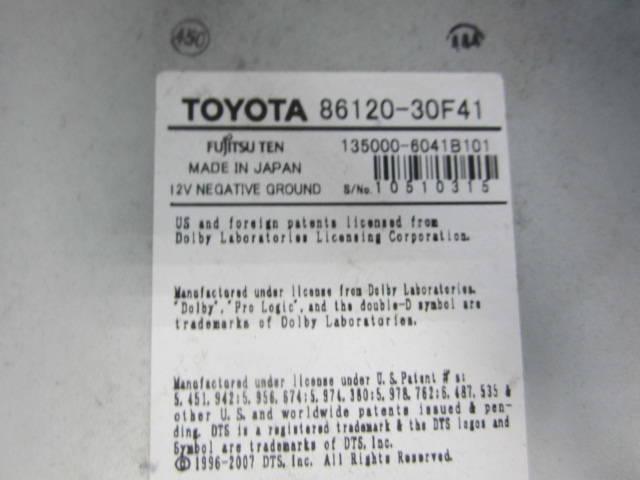 450
TOYOTA 86120-30F41
FUJITSU TEN 135000-6041B101
MADE IN JAPAN
12V NEGATIVE GROUND S/No. 10510315
US and foreign patents licensed from
Dolby Laboratories Licensing Corporation.
Manufactured under license from Dolby Laboratories.
"Dolby", "Pro Logic", and the double-D symbol are
trademarks of Dolby Laboratories.
Manufactured under license under U.S. Patent #'s:
5,451,942;5,956,674;5,974,380;5,978,762;6,487,535 &
other U.S. and worldwide patents issued & pen-
ding. DTS is a registered trademark & the DTS logos and
Symbol are trademarks of DTS, Inc.
© 1996-2007 DTS, Inc. All Rights Reserved.